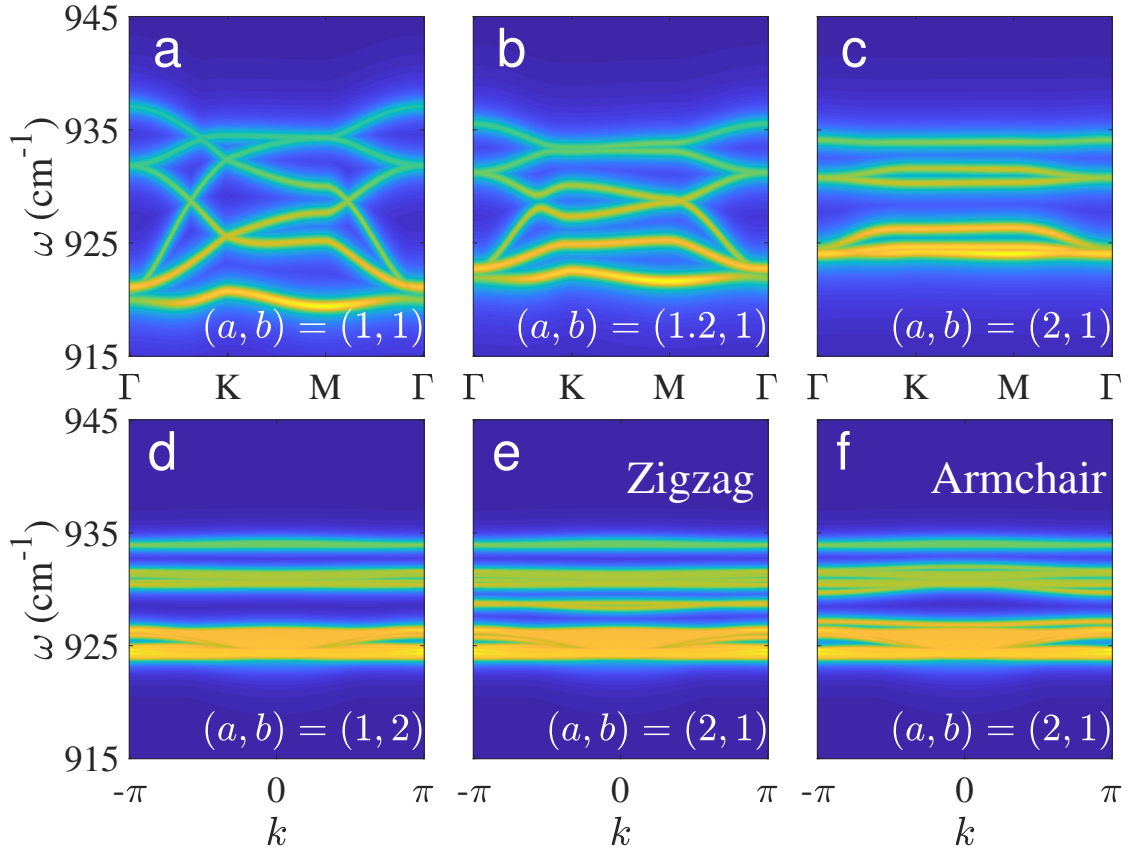 945
a
b
c
935
ω (cm-1)
925
(a, b) = (1, 1)
(a, b) = (1.2, 1)
(a, b) = (2, 1)
915
Γ K M Γ
Γ K M Γ
Γ K M Γ
945
d
e
f
Zigzag
Armchair
935
ω (cm-1)
925
(a, b) = (1, 2)
(a, b) = (2, 1)
(a, b) = (2, 1)
915
-π 0 π
-π 0 π
-π 0 π
k
k
k